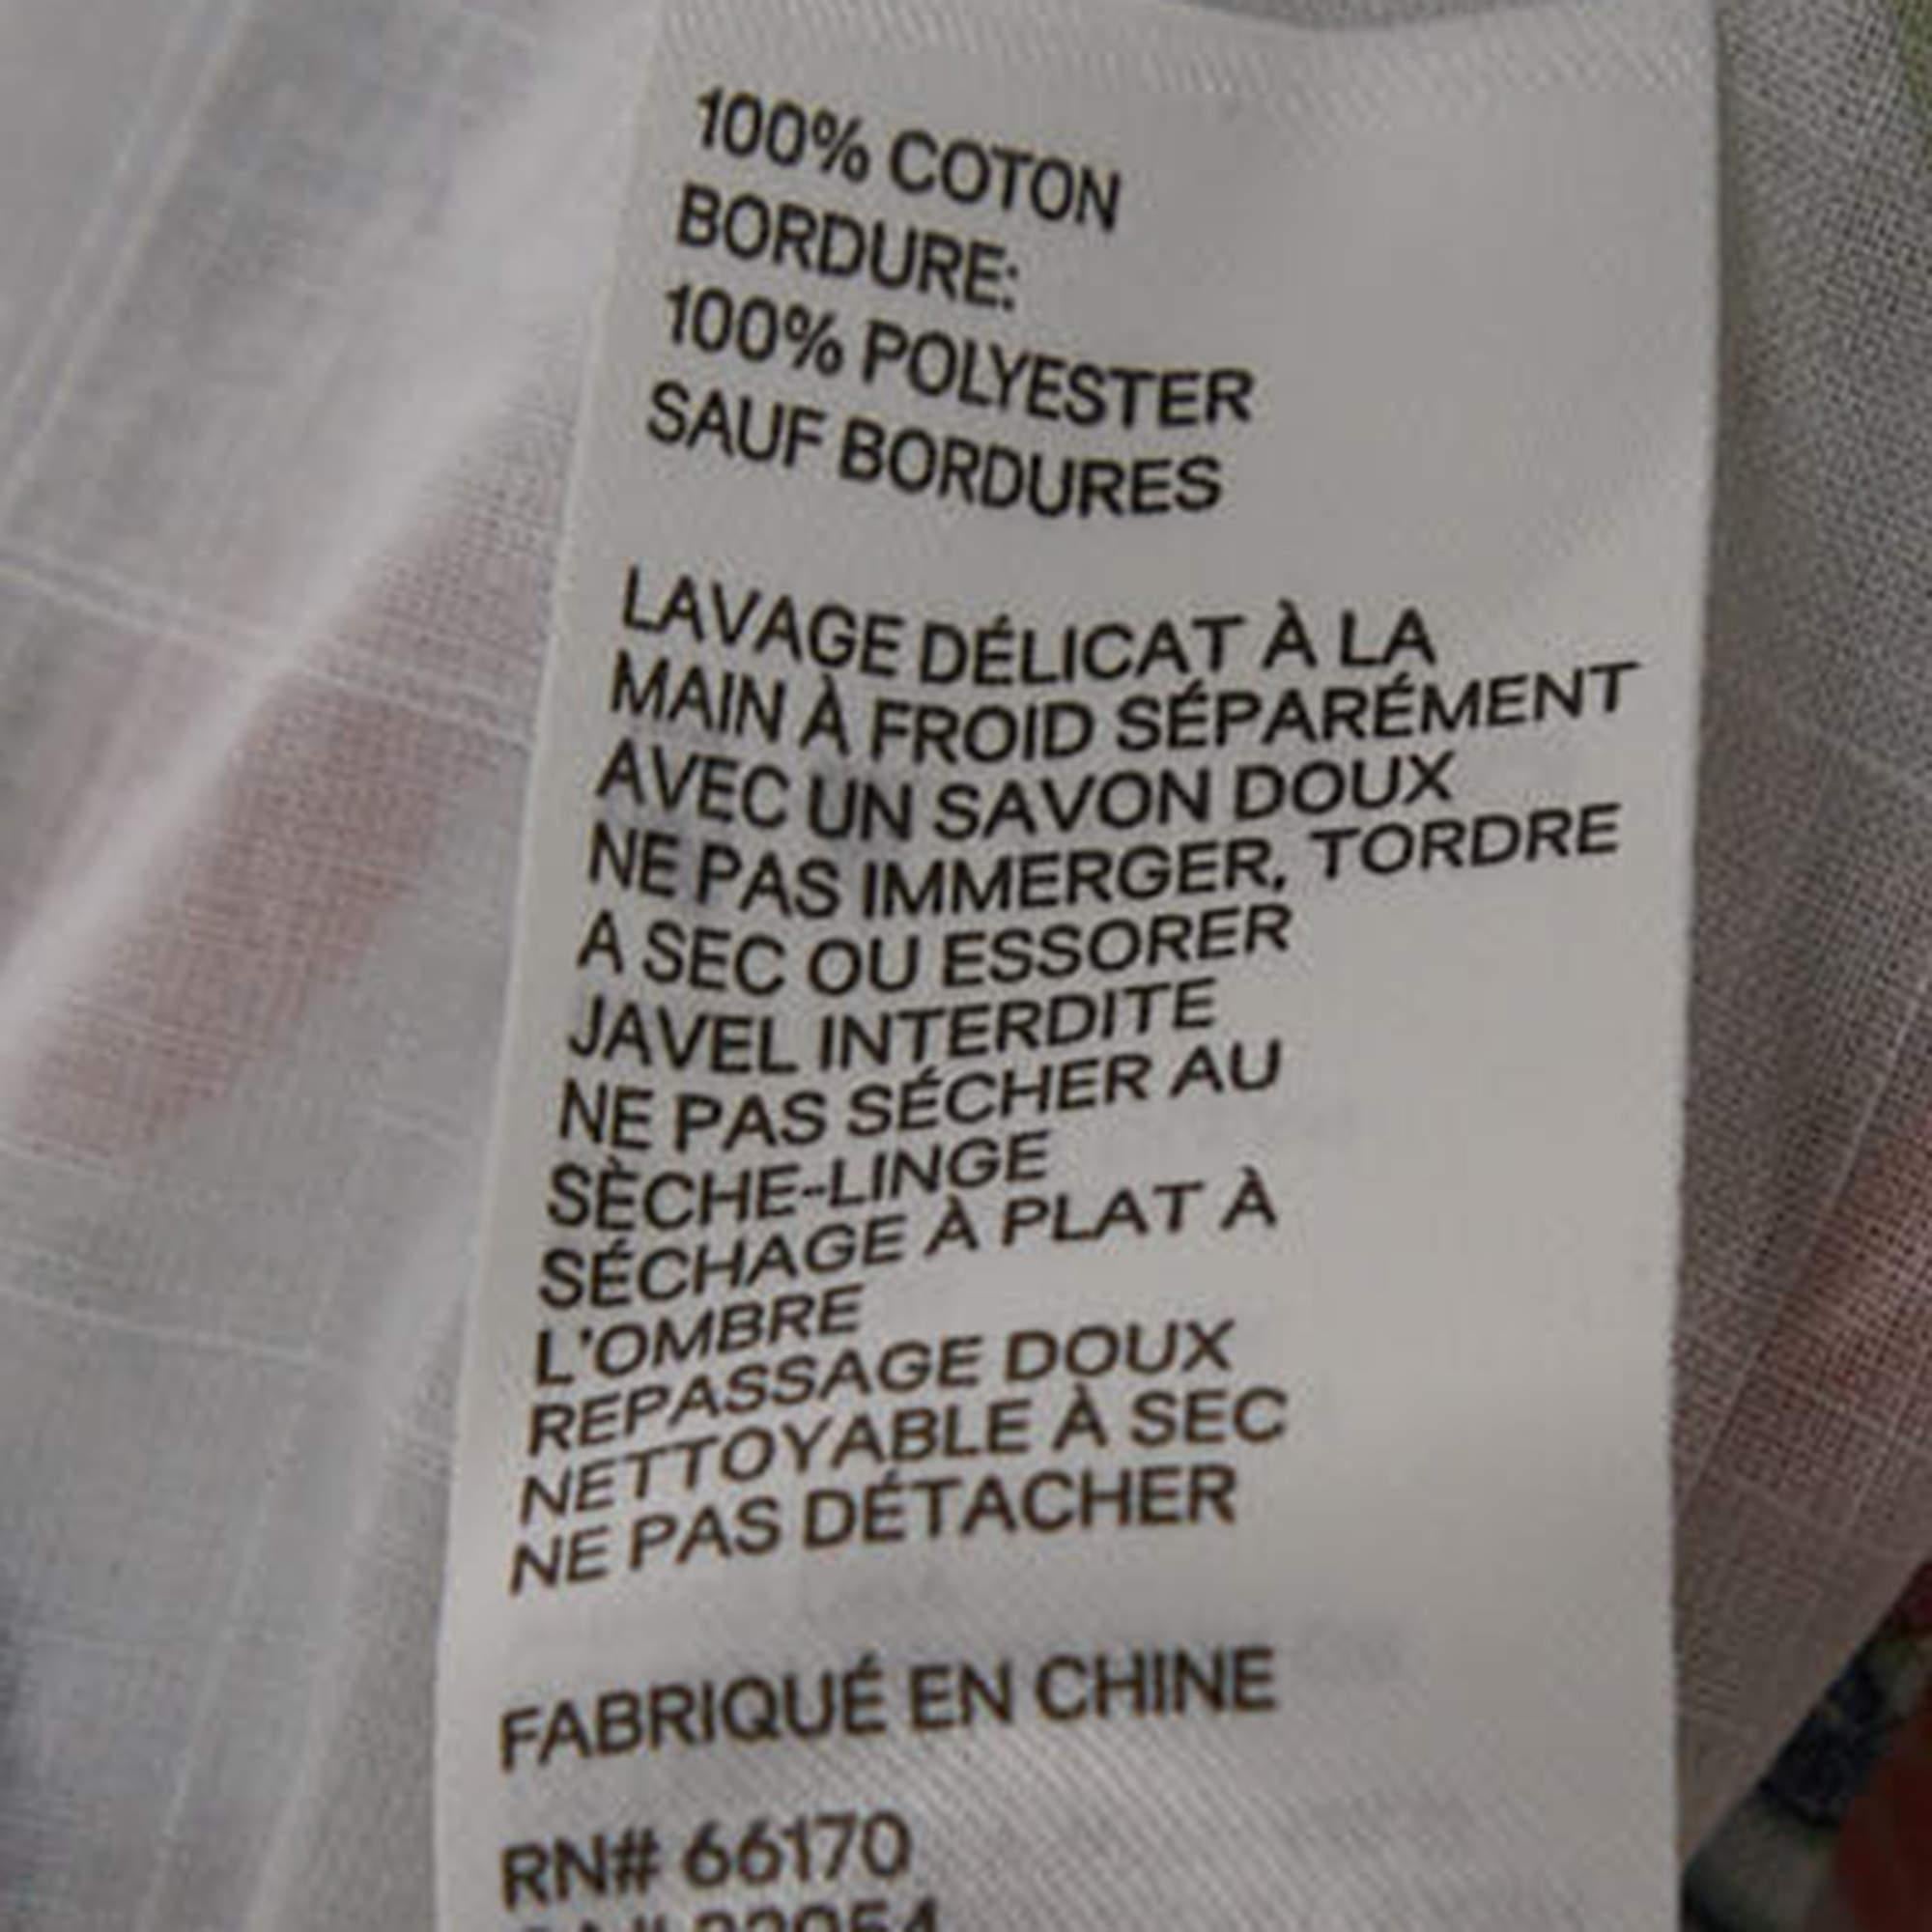 100% COTON
BORDURE:
100% POLYESTER
SAUF BORDURES
LAVAGE DÉLICAT À LA
MAIN À FROID SÉPARÉMENT
AVEC UN SAVON DOUX
NE PAS IMMERGER, TORDRE
A SEC OU ESSORER
JAVEL INTERDITE
NE PAS SÉCHER AU
SÈCHE-LINGE
SÉCHAGE À PLAT À
L'OMBRE
REPASSAGE DOUX
NETTOYABLE À SEC
NE PAS DÉTACHER
FABRIQUÉ EN CHINE
RN# 66170